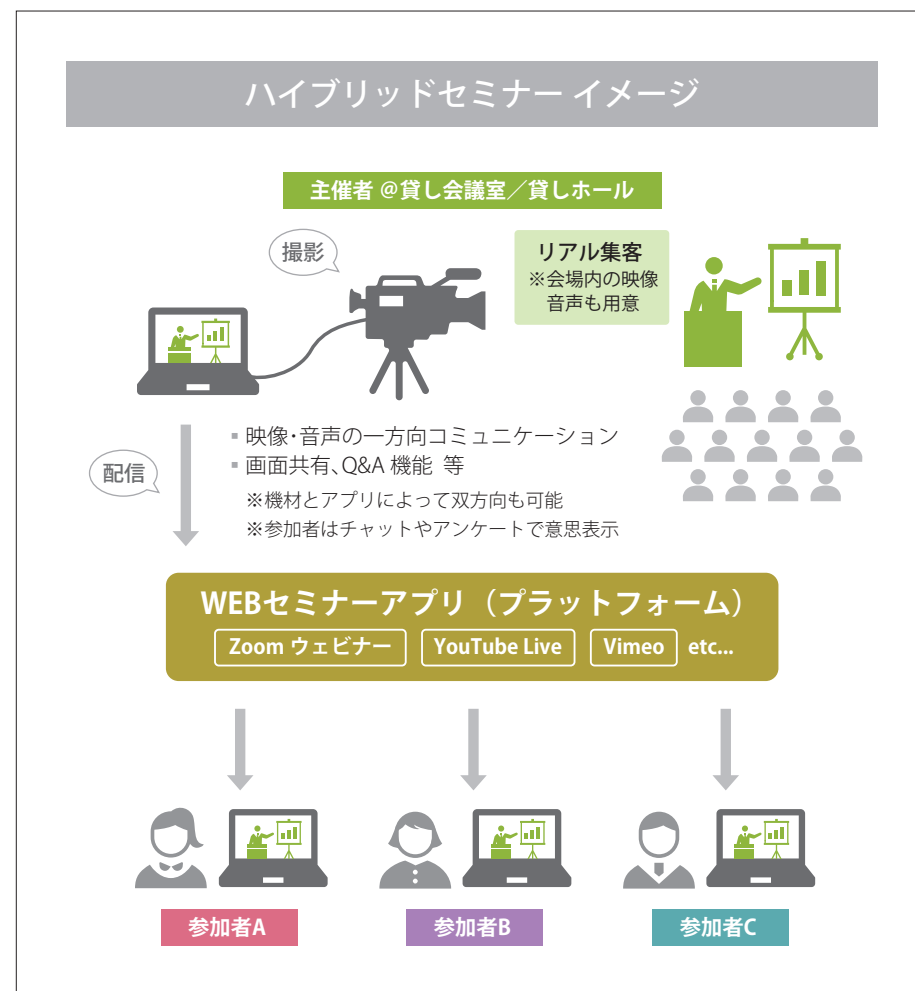 ハイブリッドセミナー イメージ
主催者 @貸し会議室／貸しホール
撮影
リアル集客
※会場内の映像
音声も用意
▪ 映像・音声の一方向コミュニケーション
▪ 画面共有、Q&A 機能 等
※機材とアプリによって双方向も可能
※参加者はチャットやアンケートで意思表示
配信
WEBセミナーアプリ（プラットフォーム）
Zoom ウェビナー YouTube Live Vimeo etc...
参加者A 参加者B 参加者C